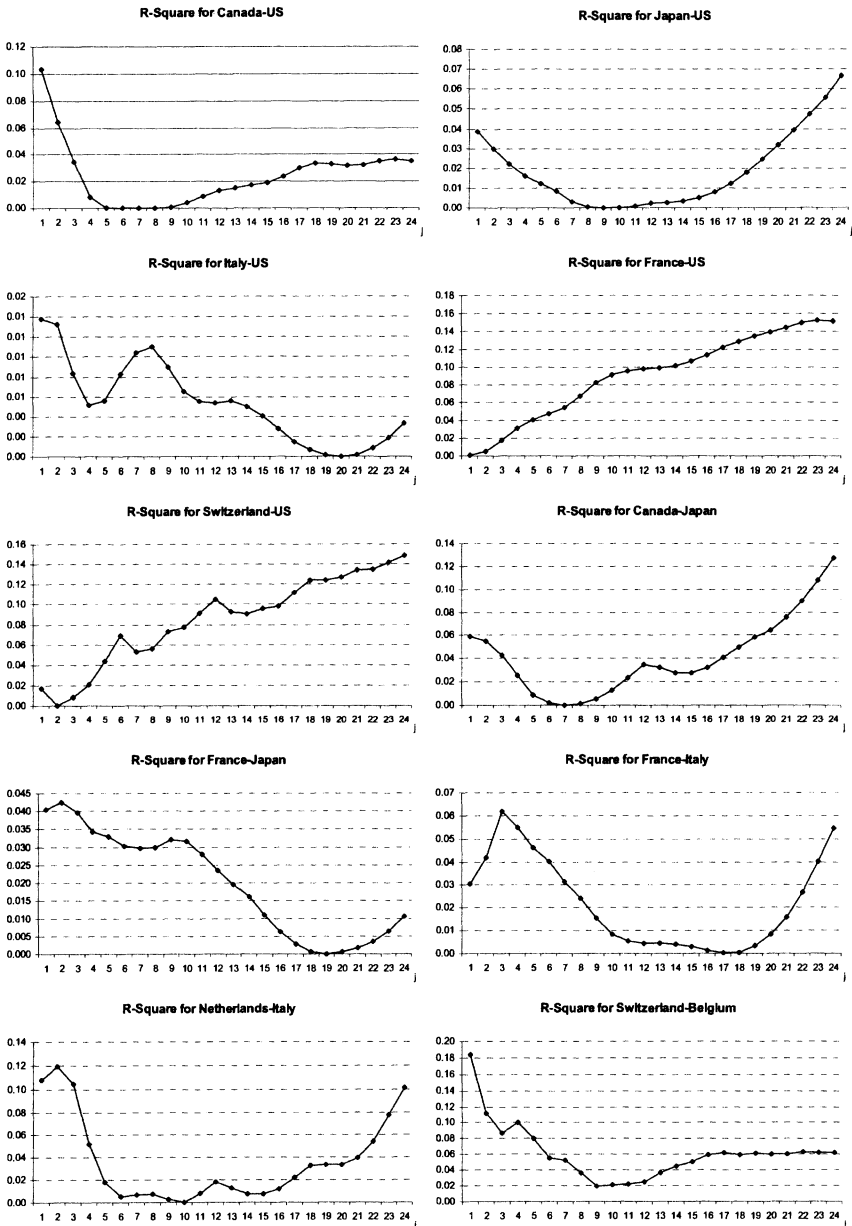 R-Square for Canada-US
0.12
0.10
0.08
0.06
0.04
0.02
0.00
1 2 3 4 5 6 7 8 9 10 11 12 13 14 15 16 17 18 19 20 21 22 23 24
j
R-Square for Japan-US
0.08
0.07
0.06
0.05
0.04
0.03
0.02
0.01
0.00
1 2 3 4 5 6 7 8 9 10 11 12 13 14 15 16 17 18 19 20 21 22 23 24
j
R-Square for Italy-US
0.02
0.01
0.01
0.01
0.01
0.01
0.00
0.00
0.00
1 2 3 4 5 6 7 8 9 10 11 12 13 14 15 16 17 18 19 20 21 22 23 24
j
R-Square for France-US
0.18
0.16
0.14
0.12
0.10
0.08
0.06
0.04
0.02
0.00
1 2 3 4 5 6 7 8 9 10 11 12 13 14 15 16 17 18 19 20 21 22 23 24
j
R-Square for Switzerland-US
0.16
0.14
0.12
0.10
0.08
0.06
0.04
0.02
0.00
1 2 3 4 5 6 7 8 9 10 11 12 13 14 15 16 17 18 19 20 21 22 23 24
j
R-Square for Canada-Japan
0.14
0.12
0.10
0.08
0.06
0.04
0.02
0.00
1 2 3 4 5 6 7 8 9 10 11 12 13 14 15 16 17 18 19 20 21 22 23 24
j
R-Square for France-Japan
0.045
0.040
0.035
0.030
0.025
0.020
0.015
0.010
0.005
0.000
1 2 3 4 5 6 7 8 9 10 11 12 13 14 15 16 17 18 19 20 21 22 23 24
j
R-Square for France-Italy
0.07
0.06
0.05
0.04
0.03
0.02
0.01
0.00
1 2 3 4 5 6 7 8 9 10 11 12 13 14 15 16 17 18 19 20 21 22 23 24
j
R-Square for Netherlands-Italy
0.14
0.12
0.10
0.08
0.06
0.04
0.02
0.00
1 2 3 4 5 6 7 8 9 10 11 12 13 14 15 16 17 18 19 20 21 22 23 24
j
R-Square for Switzerland-Belgium
0.20
0.18
0.16
0.14
0.12
0.10
0.08
0.06
0.04
0.02
0.00
1 2 3 4 5 6 7 8 9 10 11 12 13 14 15 16 17 18 19 20 21 22 23 24
j